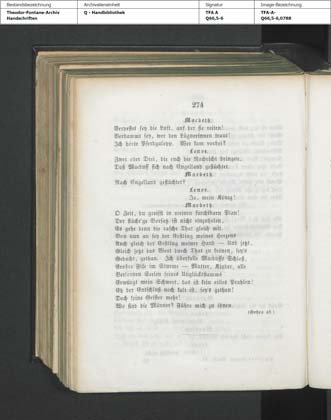 Bestandsbezeichnung
Archivalieneinheit
Signatur
Image-Bezeichnung
Theodor-Fontane-Archiv
Handschriften
Q - Handbibliothek
TFA A
Q66,5-6
TFA-A-
Q66,5-6,0788
274
Macbeth.
Verpestet sey die Luft, auf der sie reiten!
Verdammt sey, wer den Lügnerinnen traut!
Ich hörte Pferdgalopp. Wer kam vorbei?
Lenox.
Zwei oder Drei, die euch die Nachricht bringen,
Daß Macduff sich nach Engelland geflüchtet.
Macbeth.
Nach Engelland geflüchtet?
Lenox.
Ja, mein König!
Macbeth.
O Zeit, du greifst in meinen furchtbarn Plan!
Der flücht'ge Vorsatz ist nicht einzuholen,
Es gehe denn die rasche That gleich mit.
Von nun an sey der Erstling meines Herzens
Auch gleich der Erstling meiner Hand — Und jetzt,
Gleich jetzt das Wort durch That zu krönen, sey's
Gedacht, gethan. Ich überfalle Macduffs Schloß,
Erobre Fife im Sturme — Mutter, Kinder, alle
Verlornen Seelen seines Unglücksstamms
Erwürgt mein Schwert, das ist kein eitles Prahlen!
Eh der Entschluß noch kalt ist, sey's gethan!
Doch keine Geister mehr!
Wo sind die Männer? Führe mich zu ihnen.
(Gehen ab.)